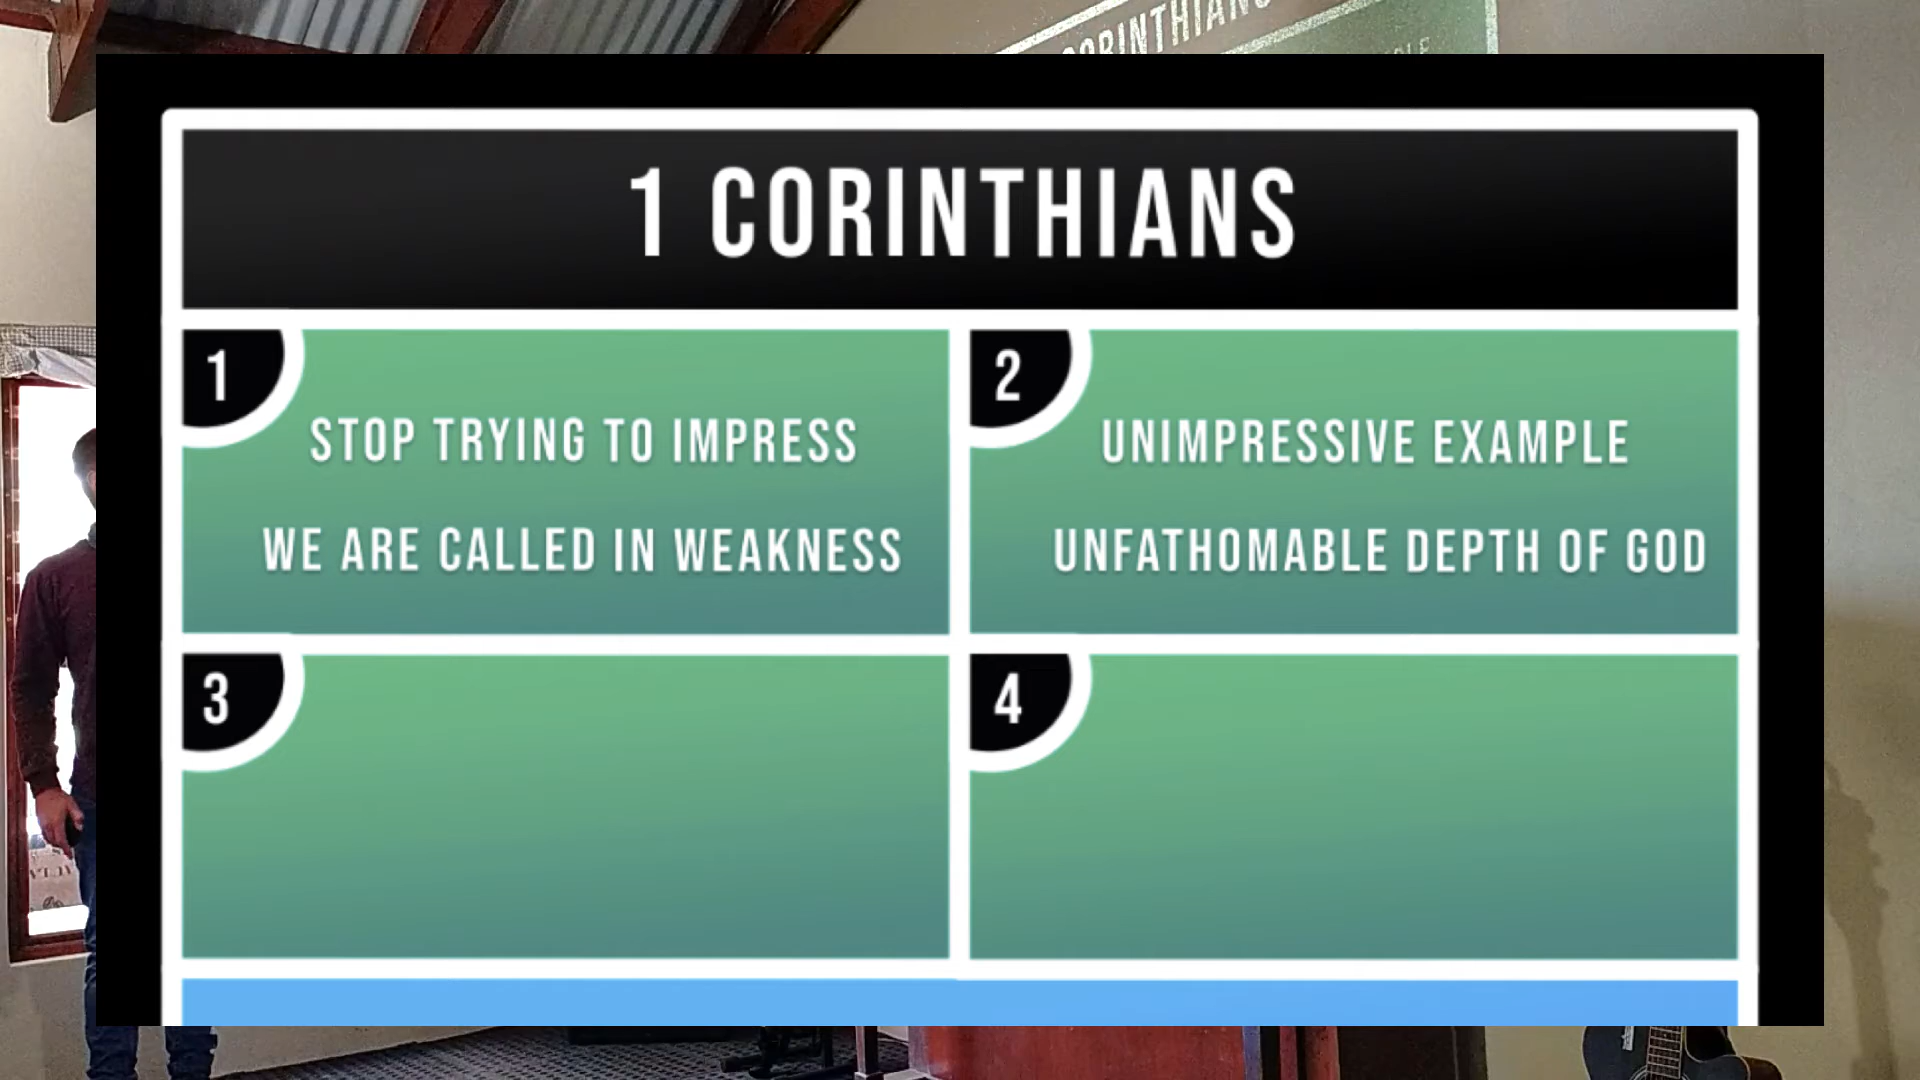 CORINTHIANS
1 CORINTHIANS
1
STOP TRYING TO IMPRESS
WE ARE CALLED IN WEAKNESS
2
UNIMPRESSIVE EXAMPLE
UNFATHOMABLE DEPTH OF GOD
3
4